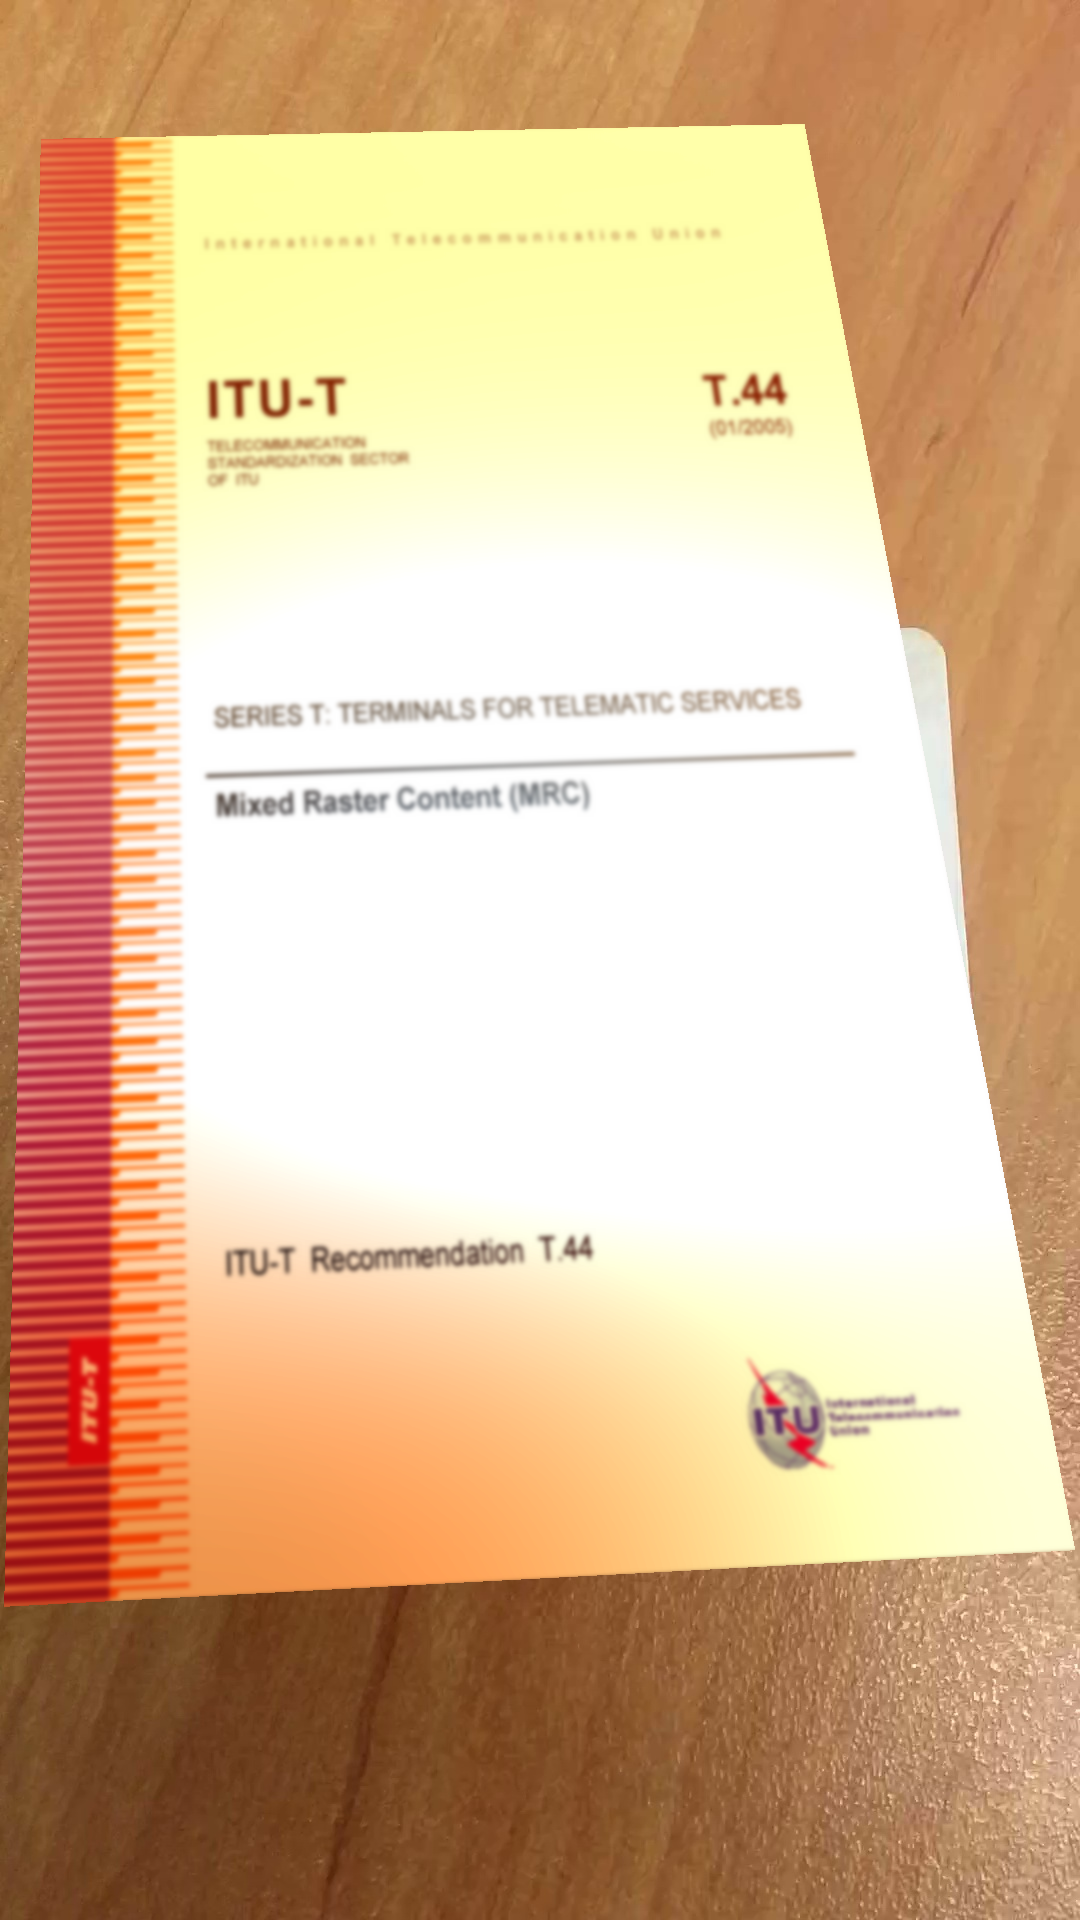 International Telecommunication Union
ITU-T
T.44
(01/2005)
TELECOMMUNICATION
STANDARDIZATION SECTOR
OF ITU
SERIES T: TERMINALS FOR TELEMATIC SERVICES
Mixed Raster Content (MRC)
ITU-T Recommendation T.44
ITU-T
ITU
International
Telecommunication
Union